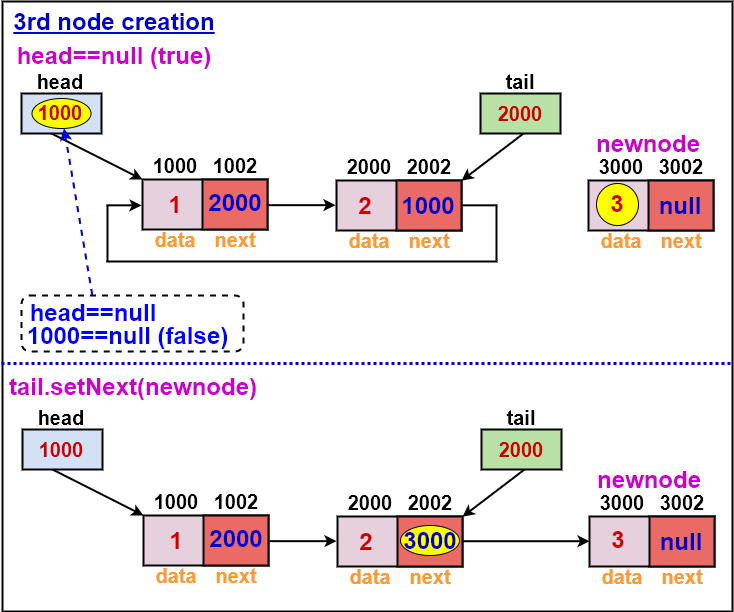 3rd node creation
head==null (true)
head
tail
1000
2000
newnode
1000 1002
2000 2002
3000 3002
1 2000
2 1000
3 null
data next
data next
data next
head==null
1000==null (false)
tail.setNext(newnode)
head
tail
1000
2000
newnode
1000 1002
2000 2002
3000 3002
1 2000
2 3000
3 null
data next
data next
data next